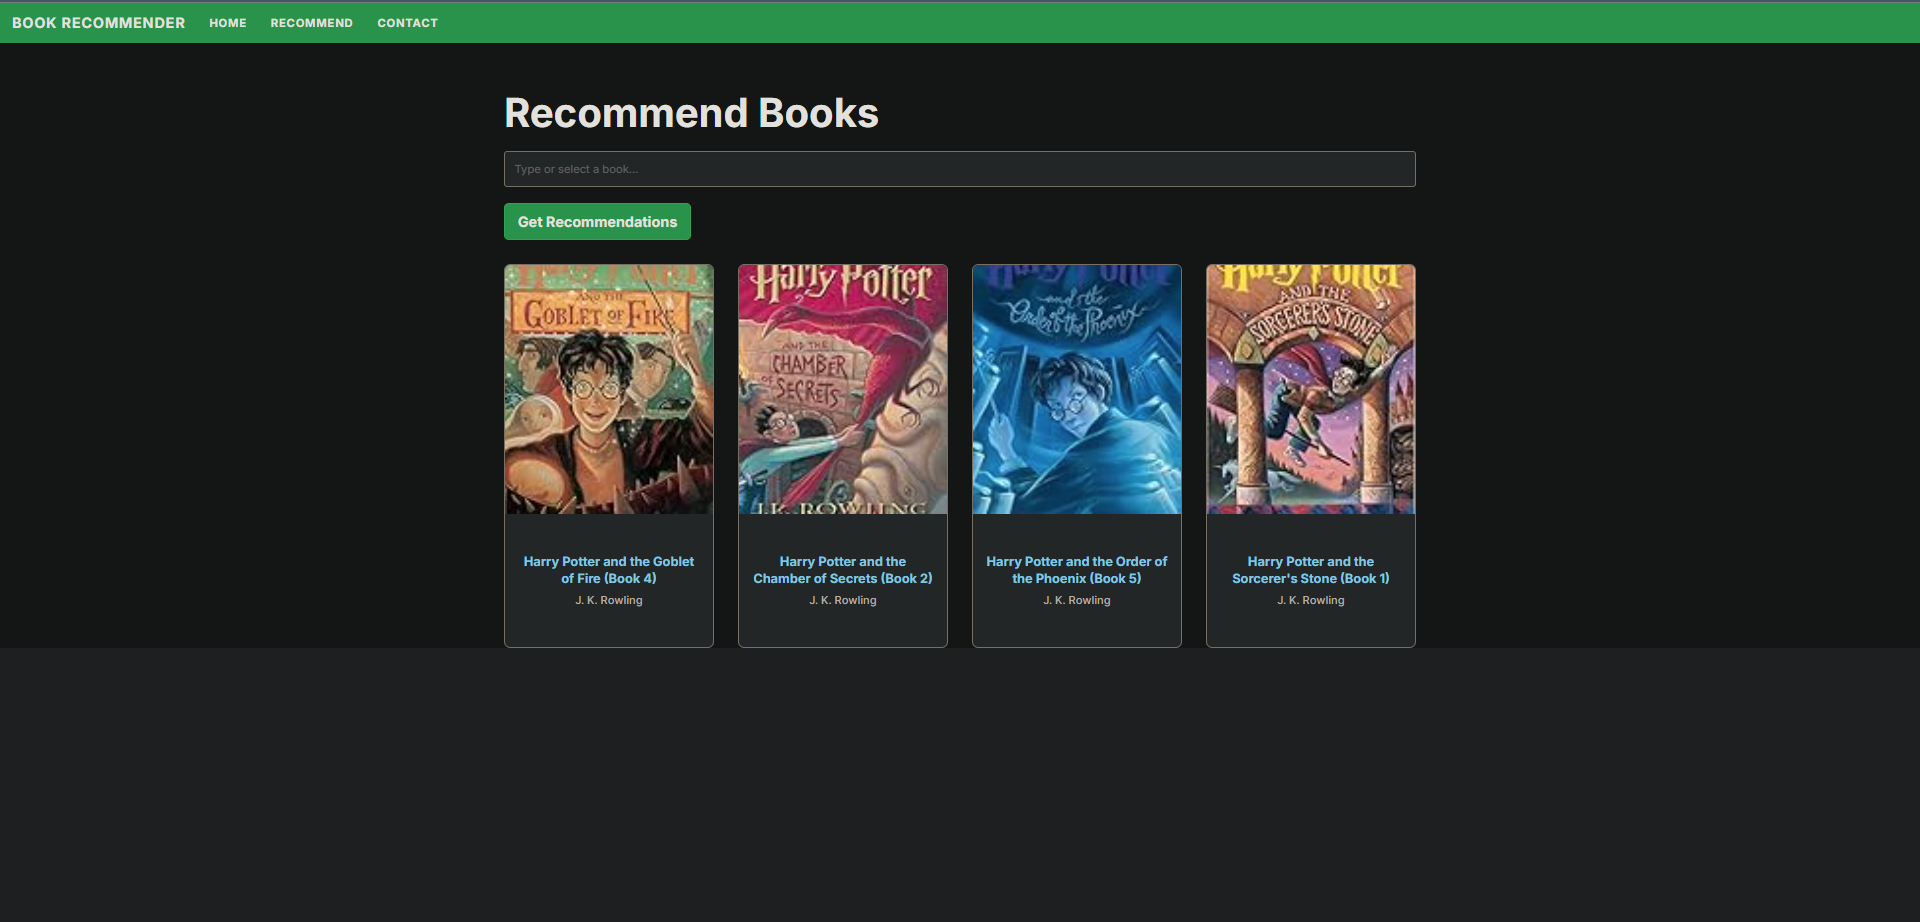 BOOK RECOMMENDER HOME RECOMMEND CONTACT
Recommend Books
Type or select a book...
Get Recommendations
AND THE
GOBLET OF FIRE
Harry Potter
AND THE
CHAMBER
OF SECRETS
J.K. ROWLING
Harry Potter
and the
Order of the Phoenix
Harry Potter
AND THE
SORCERER'S STONE
Harry Potter and the Goblet
of Fire (Book 4)
J. K. Rowling
Harry Potter and the
Chamber of Secrets (Book 2)
J. K. Rowling
Harry Potter and the Order of
the Phoenix (Book 5)
J. K. Rowling
Harry Potter and the
Sorcerer's Stone (Book 1)
J. K. Rowling